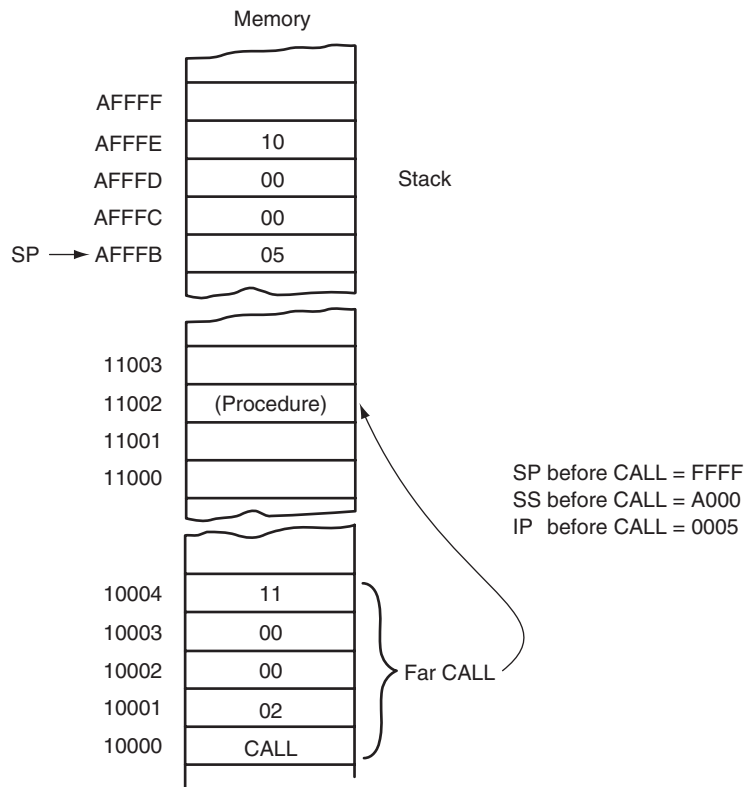 Memory
AFFFF
AFFFE 10
AFFFD 00 Stack
AFFFC 00
SP AFFFB 05
11003
11002 (Procedure)
11001
11000
SP before CALL = FFFF
SS before CALL = A000
IP before CALL = 0005
10004 11
10003 00
10002 00 Far CALL
10001 02
10000 CALL